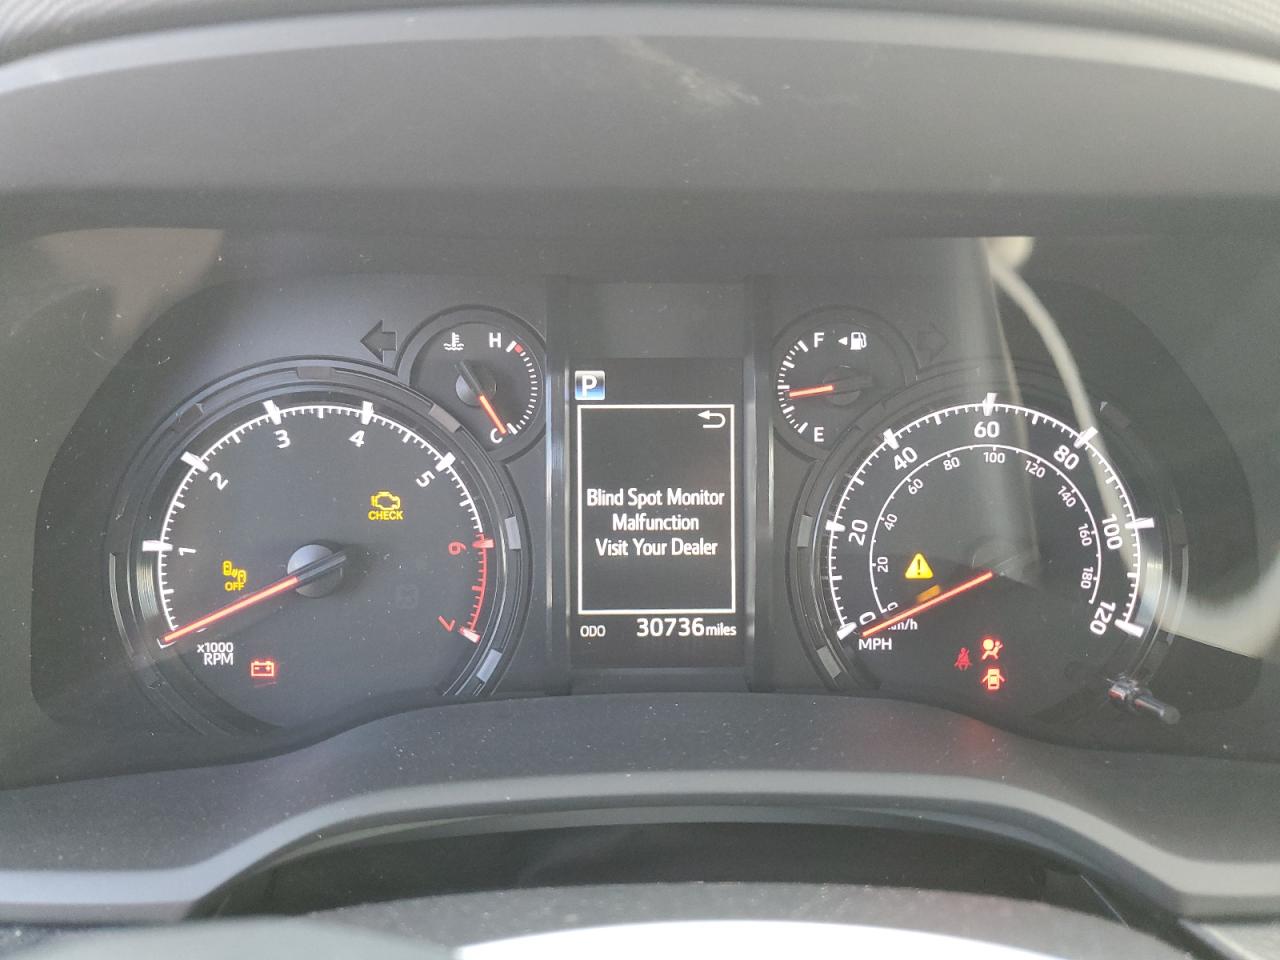 H
C
F
E
P
Blind Spot Monitor
Malfunction
Visit Your Dealer
ODO 30736 miles
1
2
3
4
5
6
7
CHECK
OFF
x1000
RPM
0
20
40
60
80
100
120
20
40
60
80
100
120
140
160
180
MPH